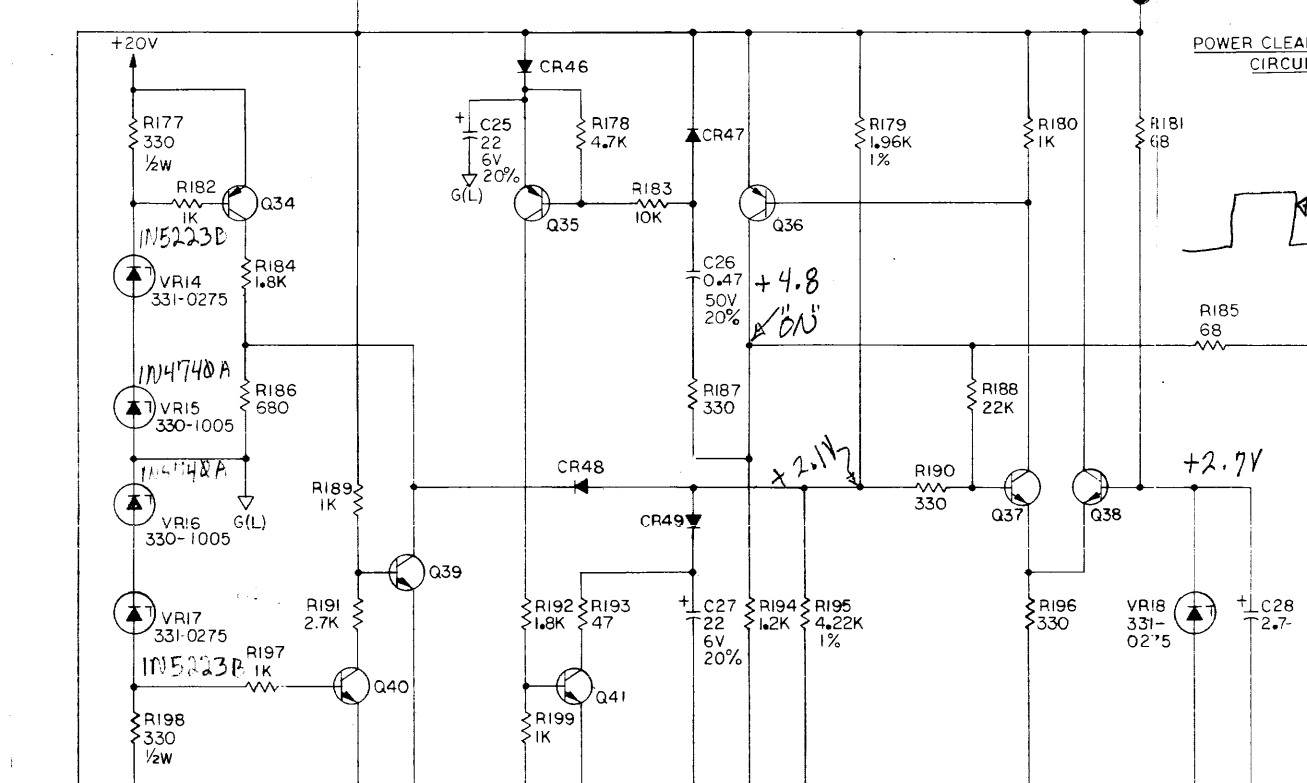 +20V
POWER CLEA
CIRCUI
CR46
R177
330
½W
C25
22
6V
20%
G(L)
R178
4.7K
CR47
R179
1.96K
1%
R180
1K
R181
68
R182
1K
Q34
R183
10K
Q35
Q36
1N5223B
VR14
331-0275
R184
1.8K
C26
0.47
50V
20%
+4.8
"ON"
R185
68
1N4740A
VR15
330-1005
R186
680
R187
330
R188
22K
1N4740A
VR16
330-1005
G(L)
R189
1K
CR48
+2.1V
R190
330
Q37
Q38
+2.7V
CR49
Q39
VR17
331-0275
R191
2.7K
R192
1.8K
R193
47
C27
22
6V
20%
R194
1.2K
R195
4.22K
1%
R196
330
VR18
331-
0275
C28
2.7
1N5223B
R197
1K
Q40
Q41
R198
330
½W
R199
1K